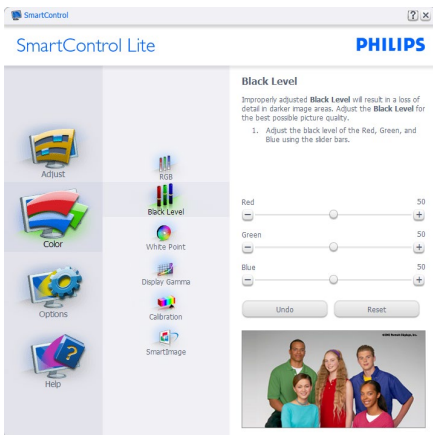 SmartControl
SmartControl Lite
PHILIPS
Adjust
Color
Options
Help
RGB
Black Level
White Point
Display Gamma
Calibration
SmartImage
Black Level
Improperly adjusted Black Level will result in a loss of
detail in darker image areas. Adjust the Black Level for
the best possible picture quality.
1. Adjust the black level of the Red, Green, and
Blue using the slider bars.
Red 50
Green 50
Blue 50
Undo Reset